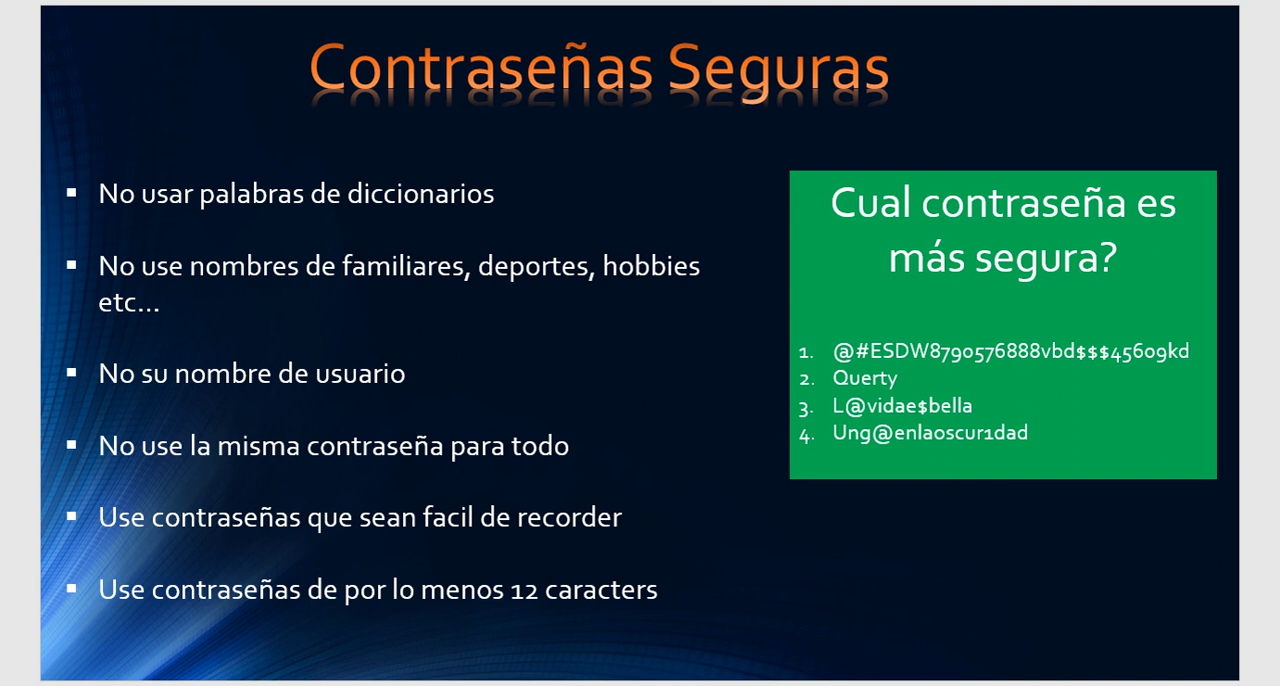 Contraseñas Seguras
▪ No usar palabras de diccionarios
▪ No use nombres de familiares, deportes, hobbies
etc...
▪ No su nombre de usuario
▪ No use la misma contraseña para todo
▪ Use contraseñas que sean facil de recorder
▪ Use contraseñas de por lo menos 12 caracters
Cual contraseña es
más segura?
1. @#ESDW8790576888vbd$$$45609kd
2. Querty
3. L@vidae$bella
4. Ung@enlaoscur1dad